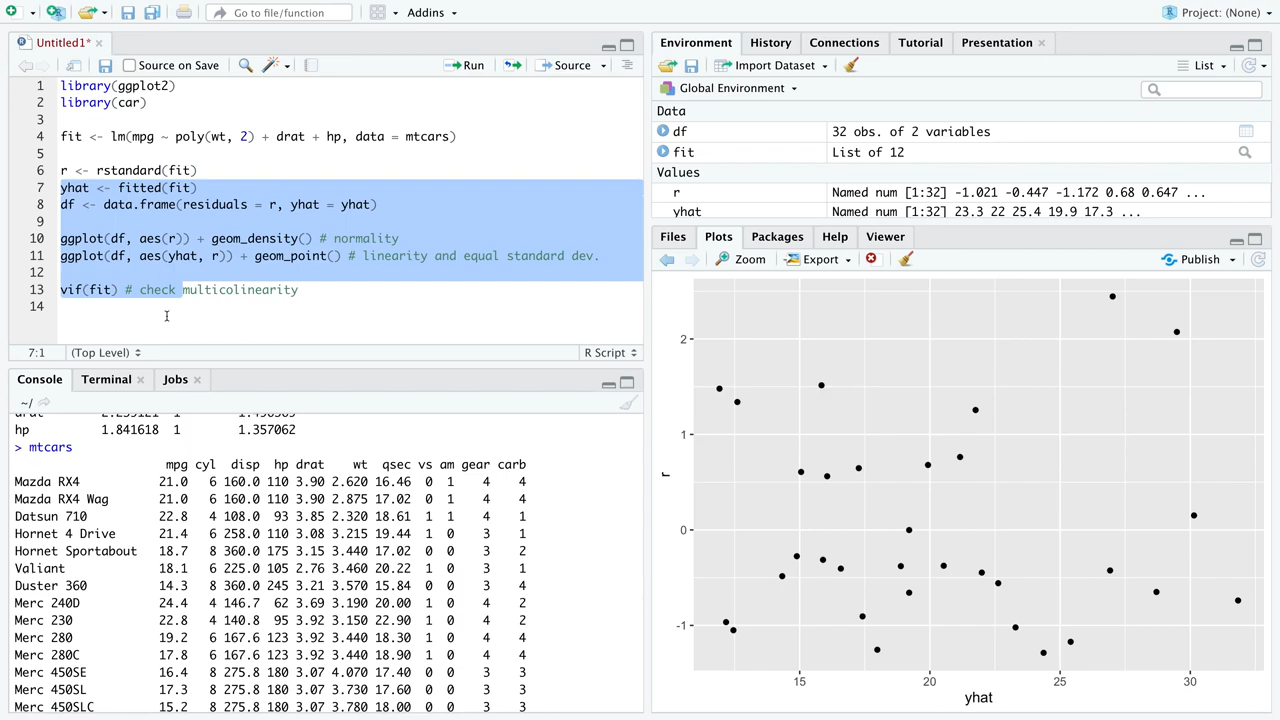 Go to file/function
Addins
Project: (None)
Untitled1*
Source on Save
Run
Source
1 library(ggplot2)
2 library(car)
3
4 fit <- lm(mpg ~ poly(wt, 2) + drat + hp, data = mtcars)
5
6 r <- rstandard(fit)
7 yhat <- fitted(fit)
8 df <- data.frame(residuals = r, yhat = yhat)
9
10 ggplot(df, aes(r)) + geom_density() # normality
11 ggplot(df, aes(yhat, r)) + geom_point() # linearity and equal standard dev.
12
13 vif(fit) # check multicolinearity
14
7:1 (Top Level) R Script
Console Terminal Jobs
~/
drat 2.239121 1 1.496369
hp 1.841618 1 1.357062
> mtcars
mpg cyl disp hp drat wt qsec vs am gear carb
Mazda RX4 21.0 6 160.0 110 3.90 2.620 16.46 0 1 4 4
Mazda RX4 Wag 21.0 6 160.0 110 3.90 2.875 17.02 0 1 4 4
Datsun 710 22.8 4 108.0 93 3.85 2.320 18.61 1 1 4 1
Hornet 4 Drive 21.4 6 258.0 110 3.08 3.215 19.44 1 0 3 1
Hornet Sportabout 18.7 8 360.0 175 3.15 3.440 17.02 0 0 3 2
Valiant 18.1 6 225.0 105 2.76 3.460 20.22 1 0 3 1
Duster 360 14.3 8 360.0 245 3.21 3.570 15.84 0 0 3 4
Merc 240D 24.4 4 146.7 62 3.69 3.190 20.00 1 0 4 2
Merc 230 22.8 4 140.8 95 3.92 3.150 22.90 1 0 4 2
Merc 280 19.2 6 167.6 123 3.92 3.440 18.30 1 0 4 4
Merc 280C 17.8 6 167.6 123 3.92 3.440 18.90 1 0 4 4
Merc 450SE 16.4 8 275.8 180 3.07 4.070 17.40 0 0 3 3
Merc 450SL 17.3 8 275.8 180 3.07 3.730 17.60 0 0 3 3
Merc 450SLC 15.2 8 275.8 180 3.07 3.780 18.00 0 0 3 3
Environment History Connections Tutorial Presentation
Import Dataset List
Global Environment
Data
df 32 obs. of 2 variables
fit List of 12
Values
r Named num [1:32] -1.021 -0.447 -1.172 0.68 0.647 ...
yhat Named num [1:32] 23.3 22 25.4 19.9 17.3 ...
Files Plots Packages Help Viewer
Zoom Export Publish
2
1
0
-1
r
15 20 25 30
yhat